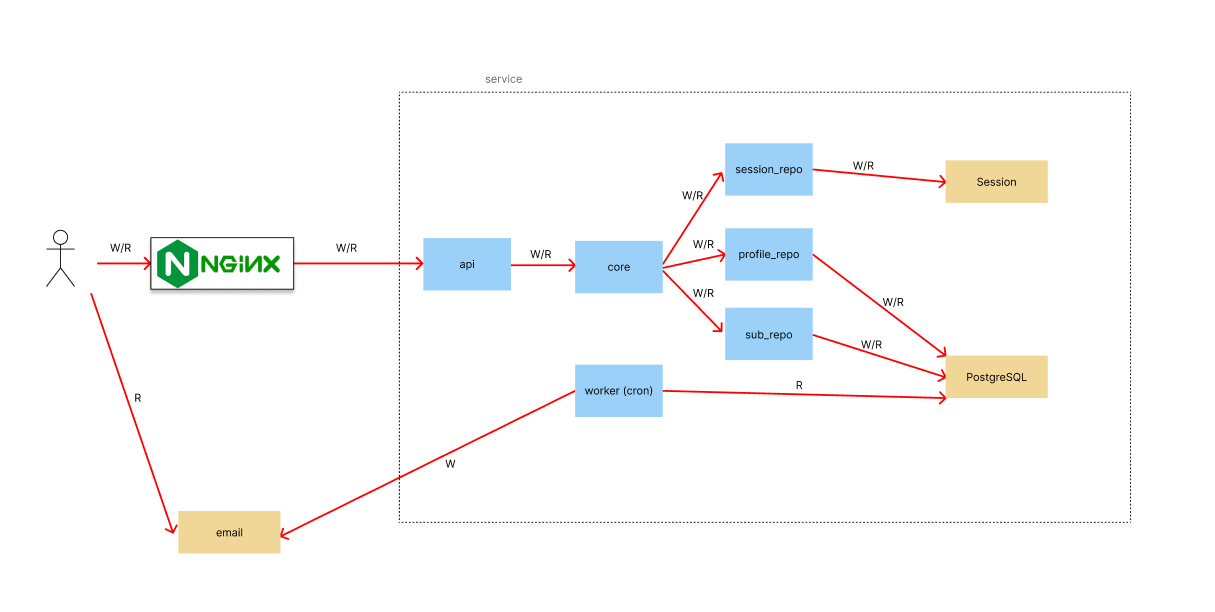 service
session_repo
W/R
Session
W/R
W/R
NGINX
W/R
api
W/R
core
W/R
profile_repo
W/R
W/R
sub_repo
W/R
PostgreSQL
worker (cron)
R
R
W
email